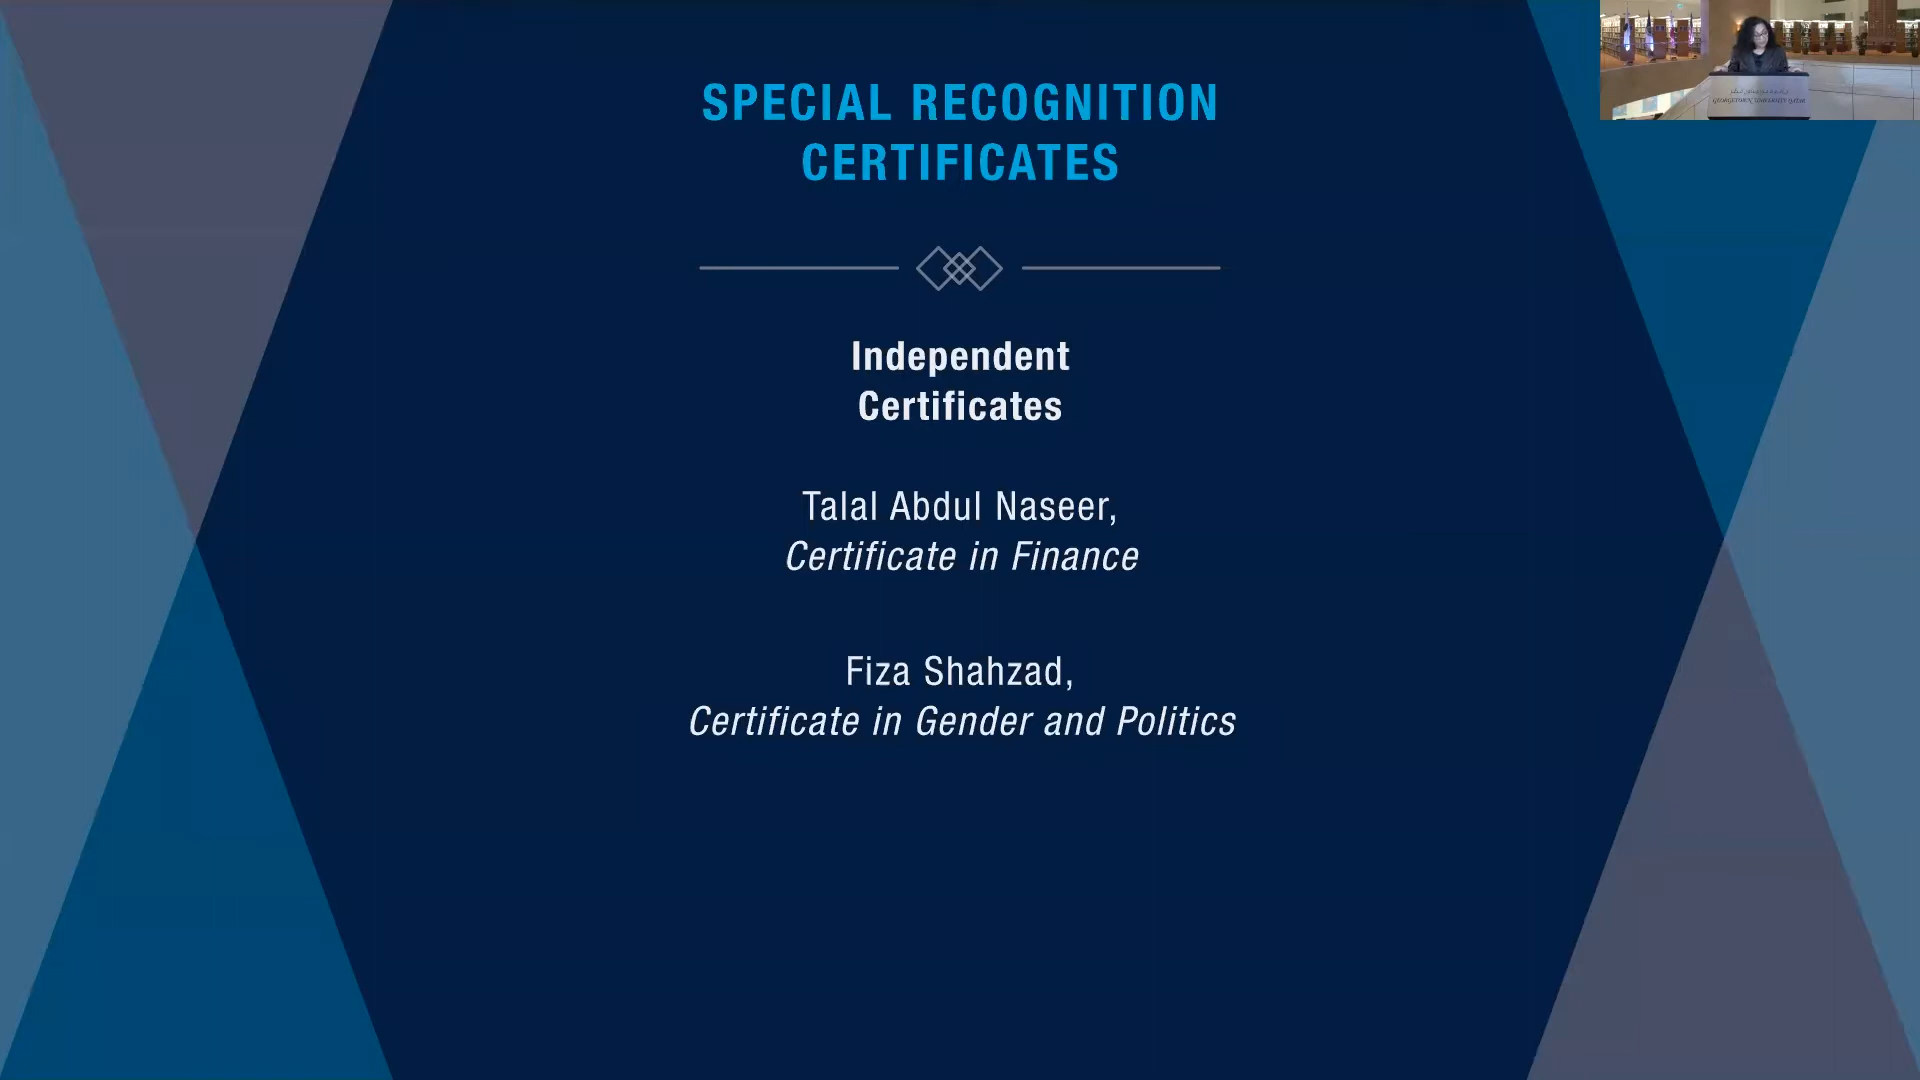 SPECIAL RECOGNITION
CERTIFICATES
Independent
Certificates
Talal Abdul Naseer,
Certificate in Finance
Fiza Shahzad,
Certificate in Gender and Politics